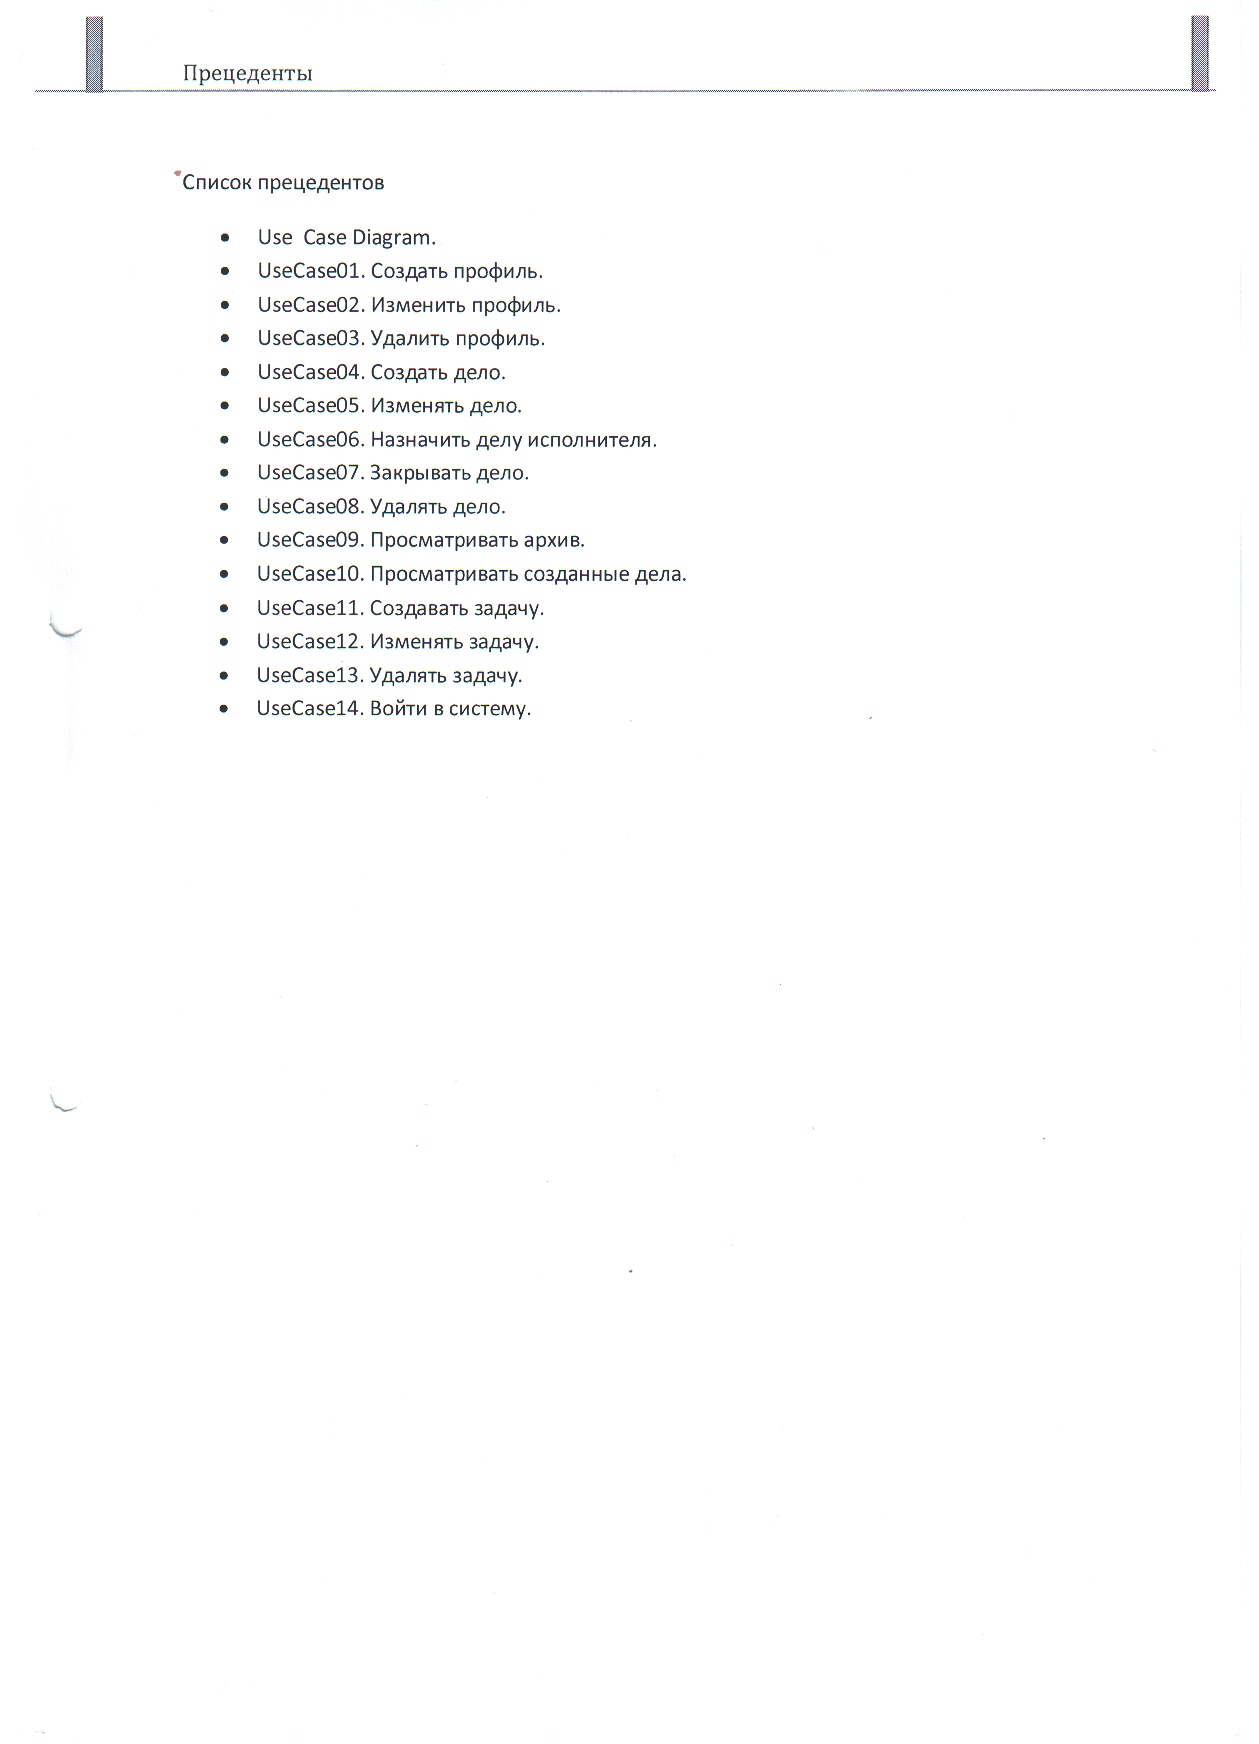 Прецеденты
Список прецедентов
• Use Case Diagram.
• UseCase01. Создать профиль.
• UseCase02. Изменить профиль.
• UseCase03. Удалить профиль.
• UseCase04. Создать дело.
• UseCase05. Изменять дело.
• UseCase06. Назначить делу исполнителя.
• UseCase07. Закрывать дело.
• UseCase08. Удалять дело.
• UseCase09. Просматривать архив.
• UseCase10. Просматривать созданные дела.
• UseCase11. Создавать задачу.
• UseCase12. Изменять задачу.
• UseCase13. Удалять задачу.
• UseCase14. Войти в систему.